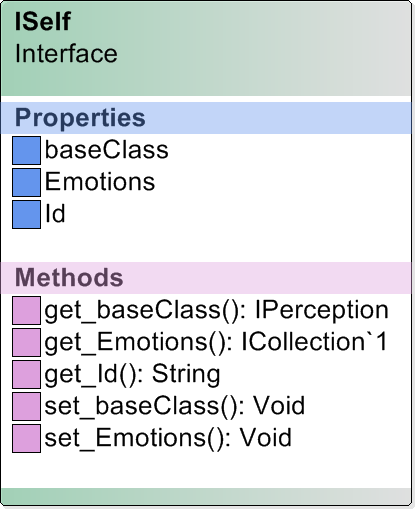 ISelf
Interface
Properties
baseClass
Emotions
Id
Methods
get_baseClass(): IPerception
get_Emotions(): ICollection`1
get_Id(): String
set_baseClass(): Void
set_Emotions(): Void